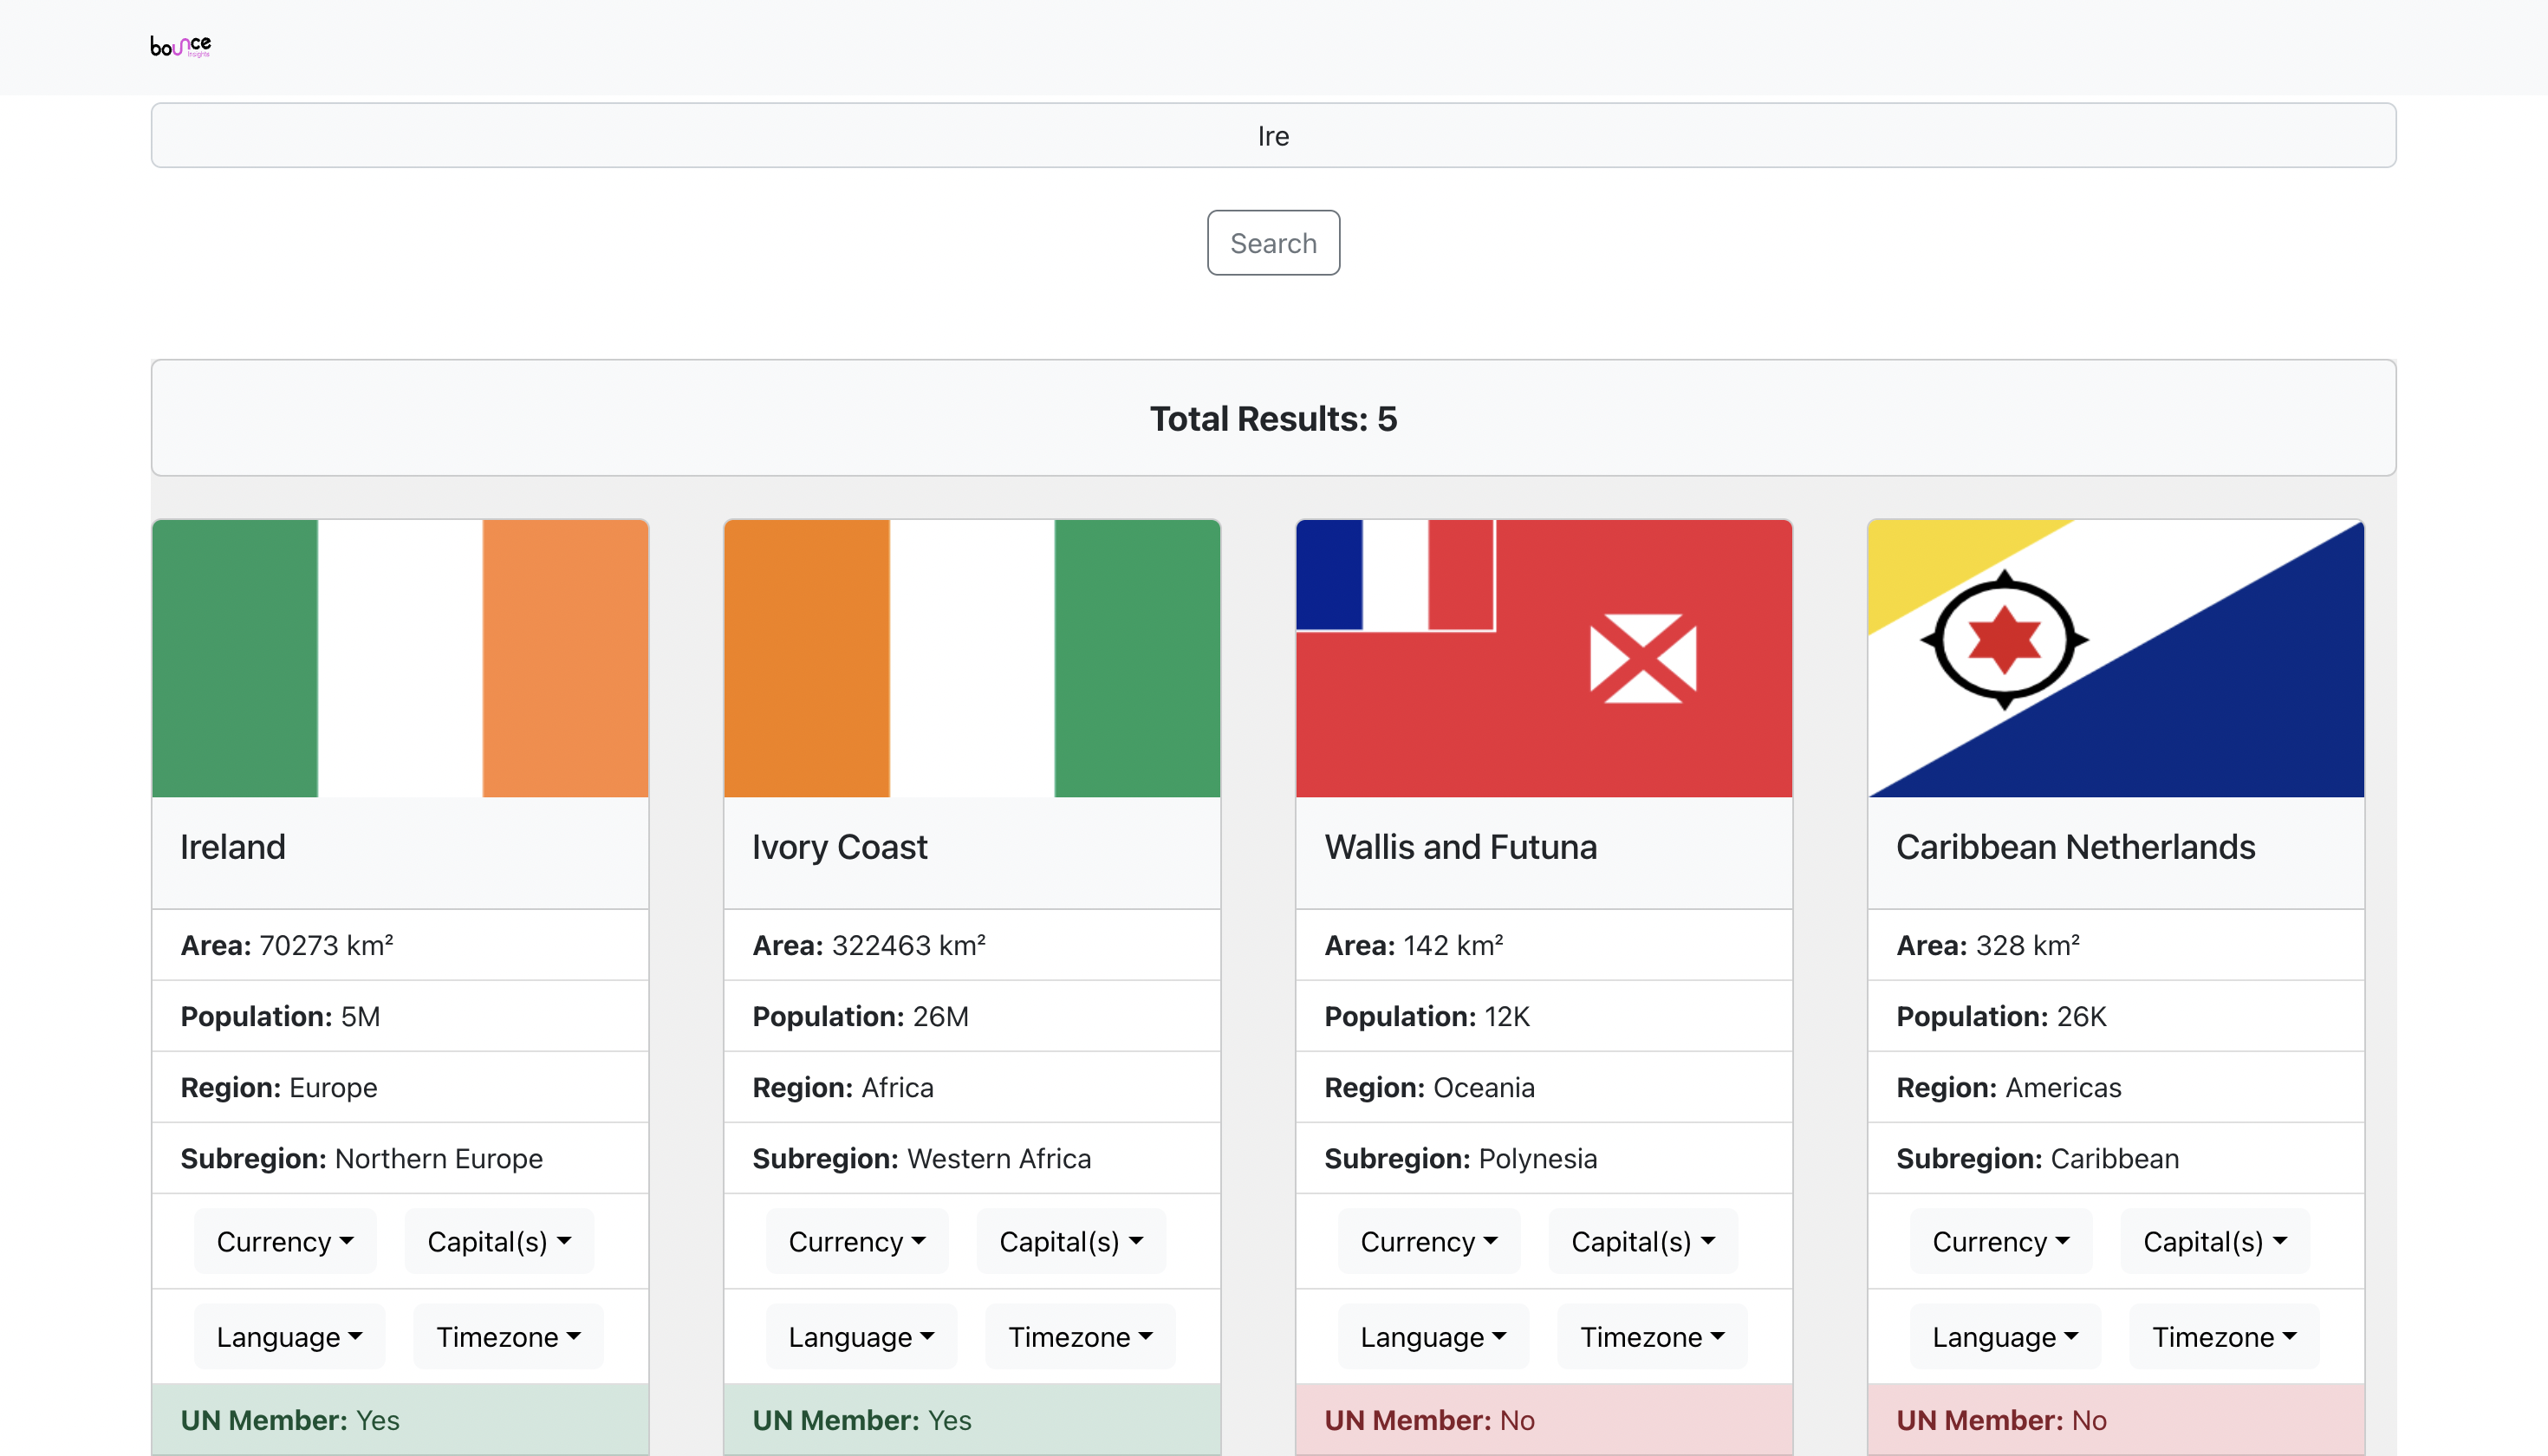 bounce
insights
Ire
Search
Total Results: 5
Ireland
Area: 70273 km²
Population: 5M
Region: Europe
Subregion: Northern Europe
Currency Capital(s)
Language Timezone
UN Member: Yes
Ivory Coast
Area: 322463 km²
Population: 26M
Region: Africa
Subregion: Western Africa
Currency Capital(s)
Language Timezone
UN Member: Yes
Wallis and Futuna
Area: 142 km²
Population: 12K
Region: Oceania
Subregion: Polynesia
Currency Capital(s)
Language Timezone
UN Member: No
Caribbean Netherlands
Area: 328 km²
Population: 26K
Region: Americas
Subregion: Caribbean
Currency Capital(s)
Language Timezone
UN Member: No